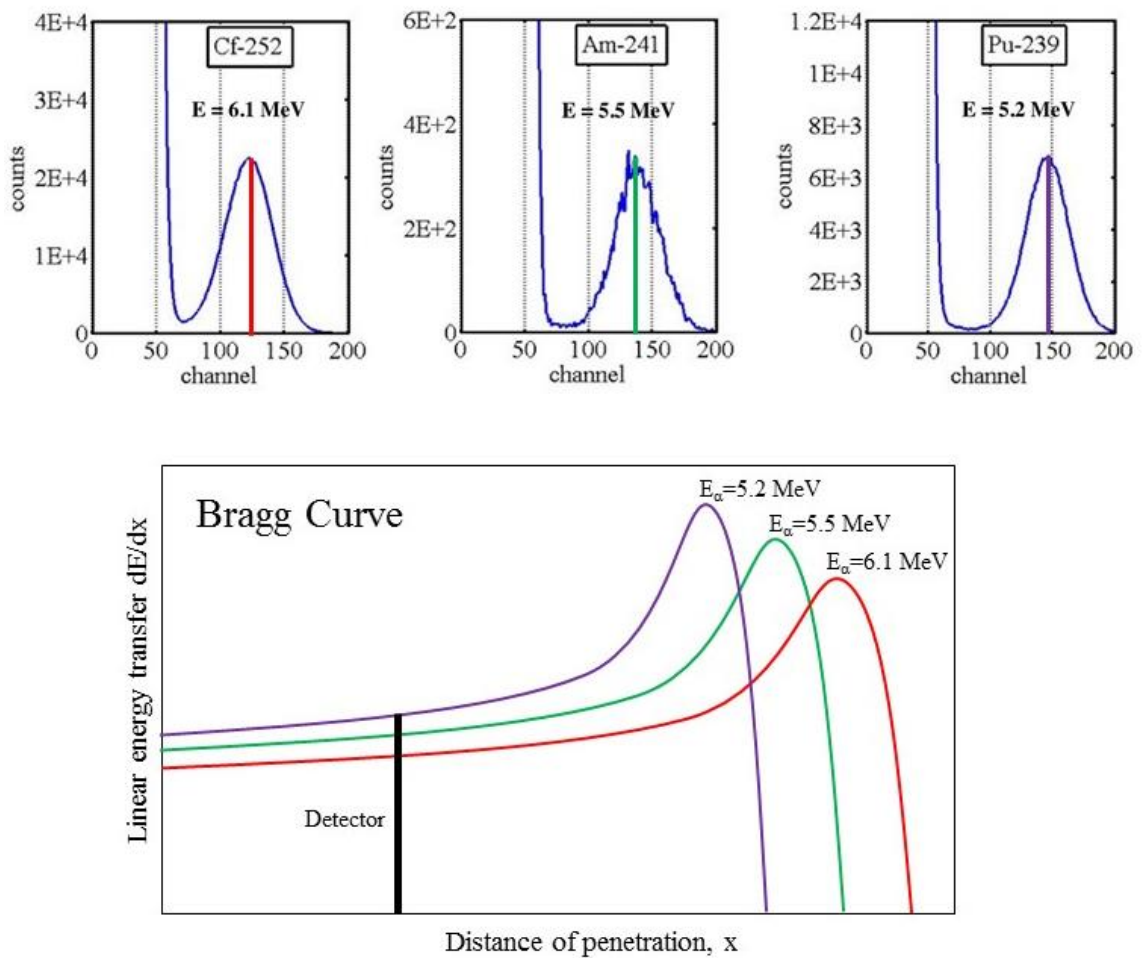 4E+4
3E+4
2E+4
1E+4
0
counts
Cf-252
E = 6.1 MeV
0 50 100 150 200
channel
6E+2
4E+2
2E+2
0
counts
Am-241
E = 5.5 MeV
0 50 100 150 200
channel
1.2E+4
1E+4
8E+3
6E+3
4E+3
2E+3
0
counts
Pu-239
E = 5.2 MeV
0 50 100 150 200
channel
Bragg Curve
Eα=5.2 MeV
Eα=5.5 MeV
Eα=6.1 MeV
Detector
Linear energy transfer dE/dx
Distance of penetration, x